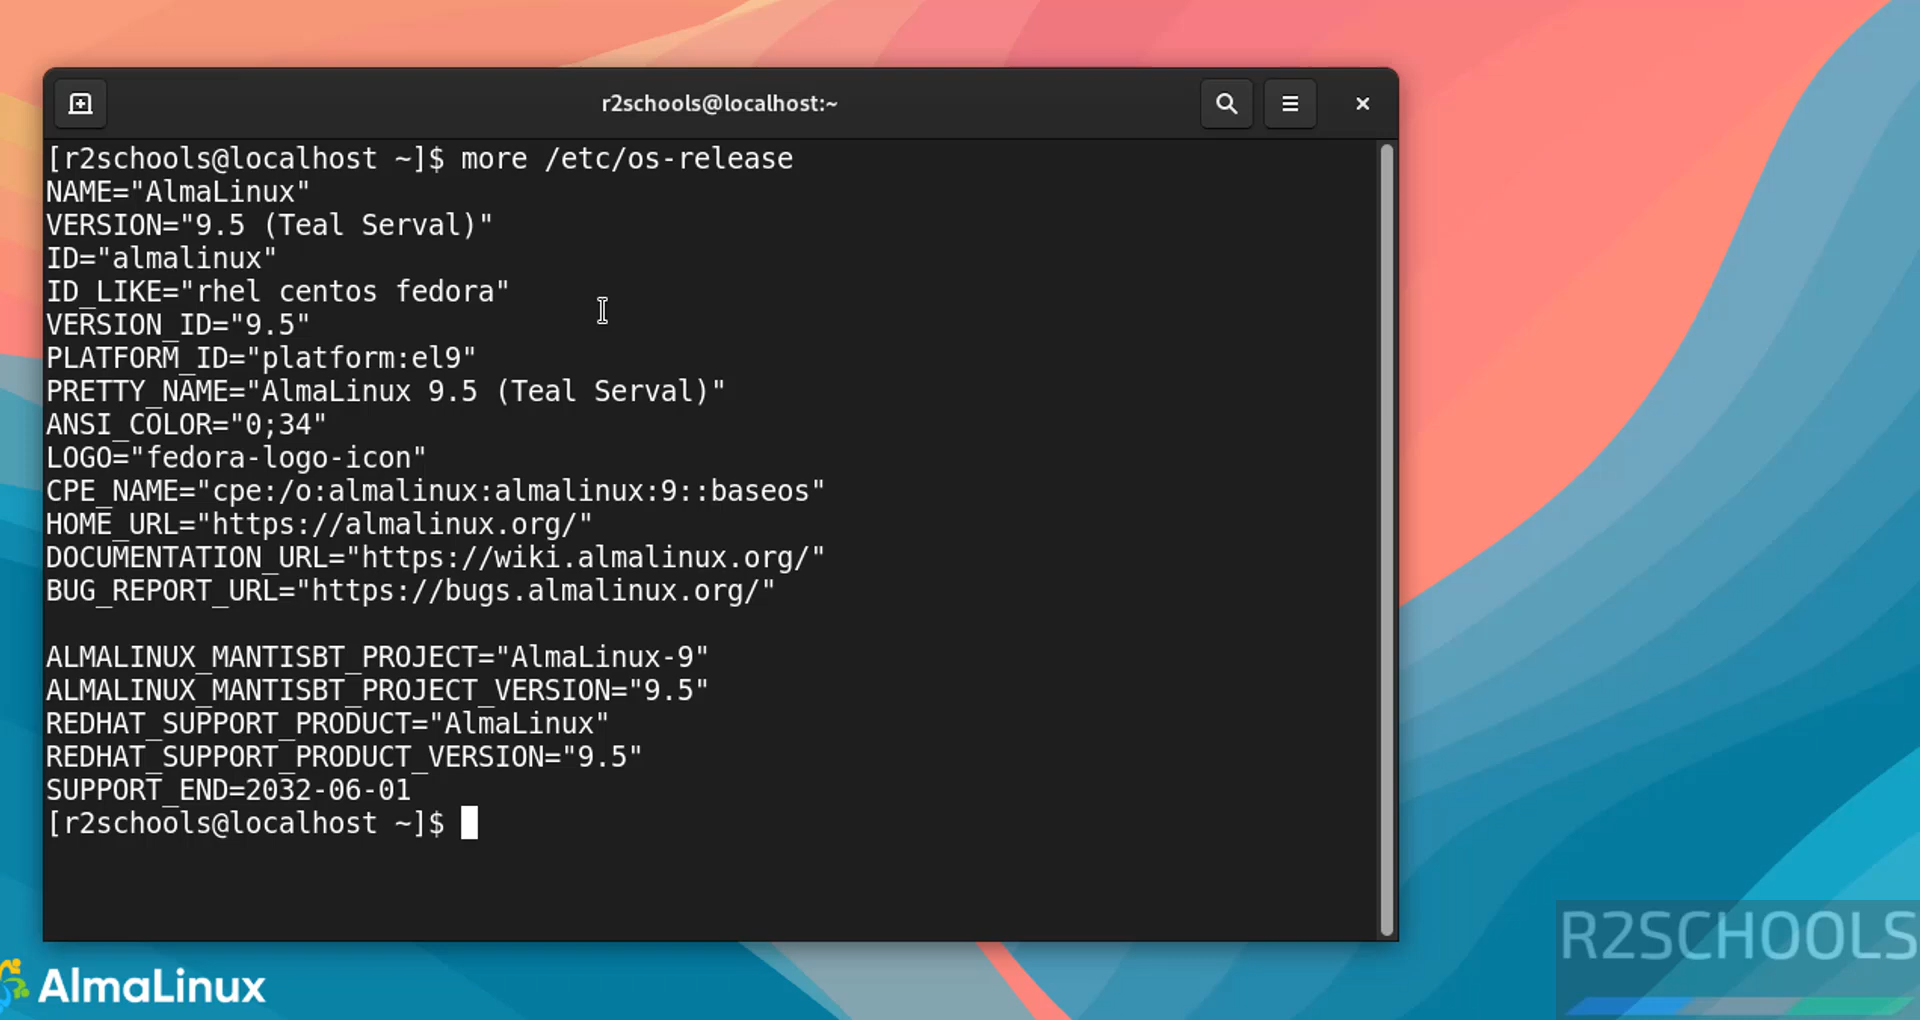 r2schools@localhost:~
[r2schools@localhost ~]$ more /etc/os-release
NAME="AlmaLinux"
VERSION="9.5 (Teal Serval)"
ID="almalinux"
ID_LIKE="rhel centos fedora"
VERSION_ID="9.5"
PLATFORM_ID="platform:el9"
PRETTY_NAME="AlmaLinux 9.5 (Teal Serval)"
ANSI_COLOR="0;34"
LOGO="fedora-logo-icon"
CPE_NAME="cpe:/o:almalinux:almalinux:9::baseos"
HOME_URL="https://almalinux.org/"
DOCUMENTATION_URL="https://wiki.almalinux.org/"
BUG_REPORT_URL="https://bugs.almalinux.org/"

ALMALINUX_MANTISBT_PROJECT="AlmaLinux-9"
ALMALINUX_MANTISBT_PROJECT_VERSION="9.5"
REDHAT_SUPPORT_PRODUCT="AlmaLinux"
REDHAT_SUPPORT_PRODUCT_VERSION="9.5"
SUPPORT_END=2032-06-01
[r2schools@localhost ~]$
AlmaLinux
R2SCHOOLS